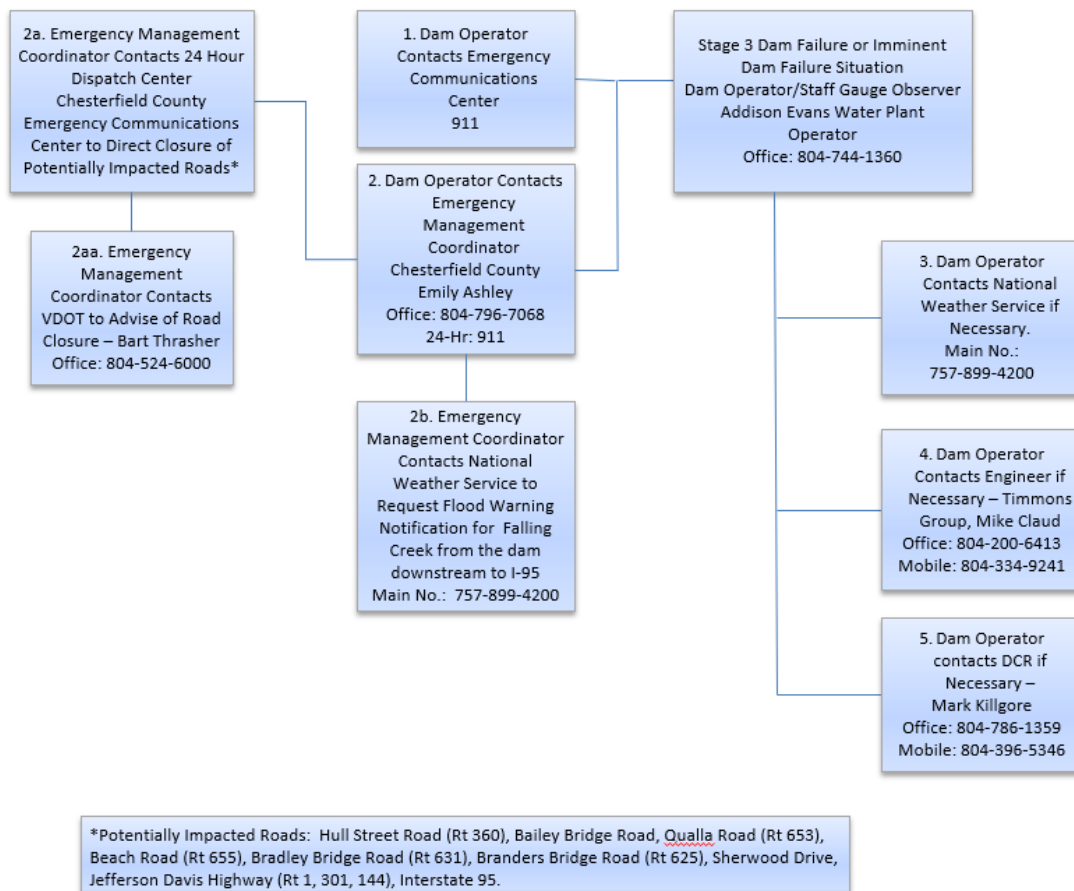 2a. Emergency Management
Coordinator Contacts 24 Hour
Dispatch Center
Chesterfield County
Emergency Communications
Center to Direct Closure of
Potentially Impacted Roads*
1. Dam Operator
Contacts Emergency
Communications
Center
911
Stage 3 Dam Failure or Imminent
Dam Failure Situation
Dam Operator/Staff Gauge Observer
Addison Evans Water Plant
Operator
Office: 804-744-1360
2aa. Emergency
Management
Coordinator Contacts
VDOT to Advise of Road
Closure – Bart Thrasher
Office: 804-524-6000
2. Dam Operator Contacts
Emergency
Management
Coordinator
Chesterfield County
Emily Ashley
Office: 804-796-7068
24-Hr: 911
3. Dam Operator
Contacts National
Weather Service if
Necessary.
Main No.:
757-899-4200
2b. Emergency
Management Coordinator
Contacts National
Weather Service to
Request Flood Warning
Notification for Falling
Creek from the dam
downstream to I-95
Main No.: 757-899-4200
4. Dam Operator
Contacts Engineer if
Necessary – Timmons
Group, Mike Claud
Office: 804-200-6413
Mobile: 804-334-9241
5. Dam Operator
contacts DCR if
Necessary –
Mark Killgore
Office: 804-786-1359
Mobile: 804-396-5346
*Potentially Impacted Roads: Hull Street Road (Rt 360), Bailey Bridge Road, Qualla Road (Rt 653),
Beach Road (Rt 655), Bradley Bridge Road (Rt 631), Branders Bridge Road (Rt 625), Sherwood Drive,
Jefferson Davis Highway (Rt 1, 301, 144), Interstate 95.